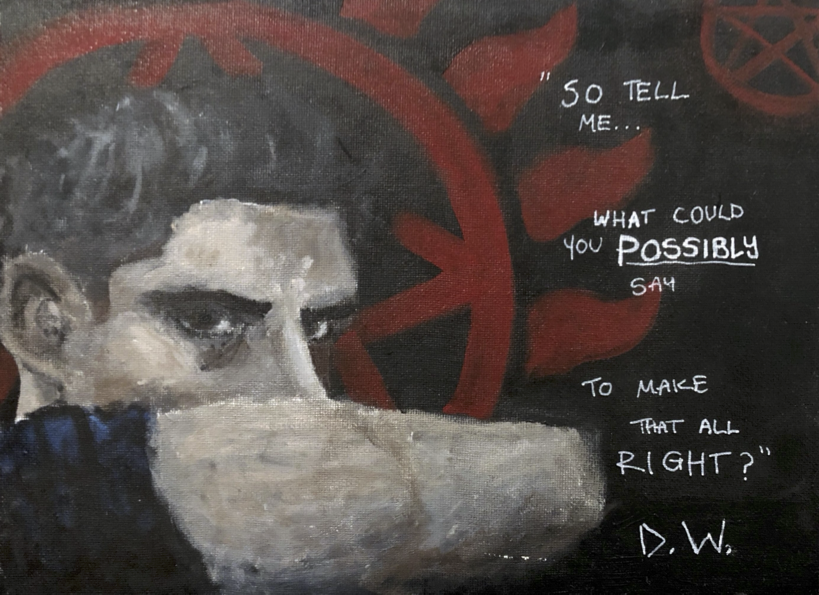 "SO TELL
ME...
WHAT COULD
YOU POSSIBLY
SAY
TO MAKE
THAT ALL
RIGHT?"
D.W.